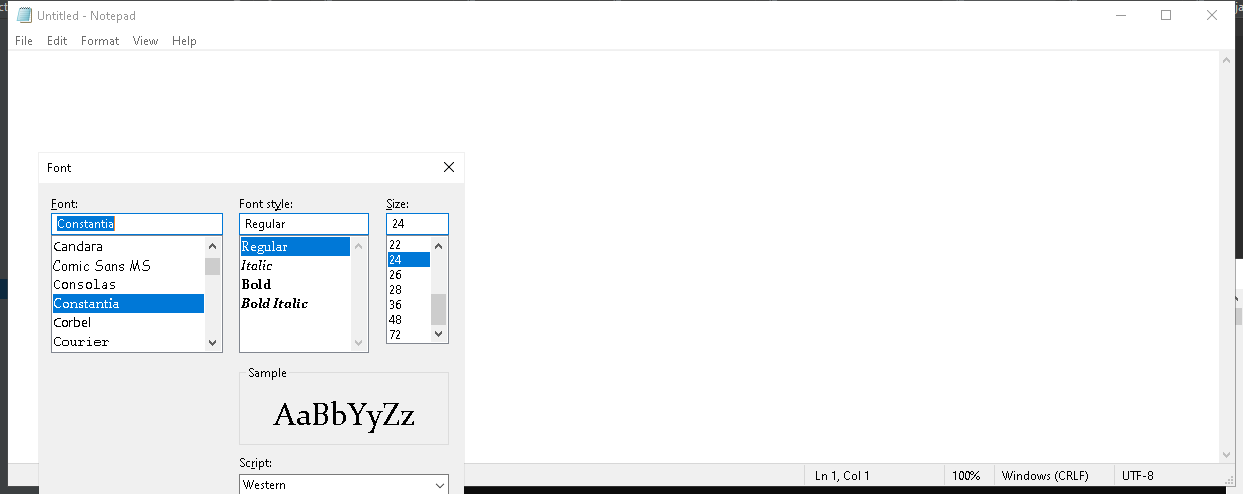 Untitled - Notepad
File Edit Format View Help
Font
Font: Font style: Size:
Constantia Regular 24
Candara
Comic Sans MS
Consolas
Constantia
Corbel
Courier
Regular
Italic
Bold
Bold Italic
22
24
26
28
36
48
72
Sample
AaBbYyZz
Script:
Western
Ln 1, Col 1 100% Windows (CRLF) UTF-8